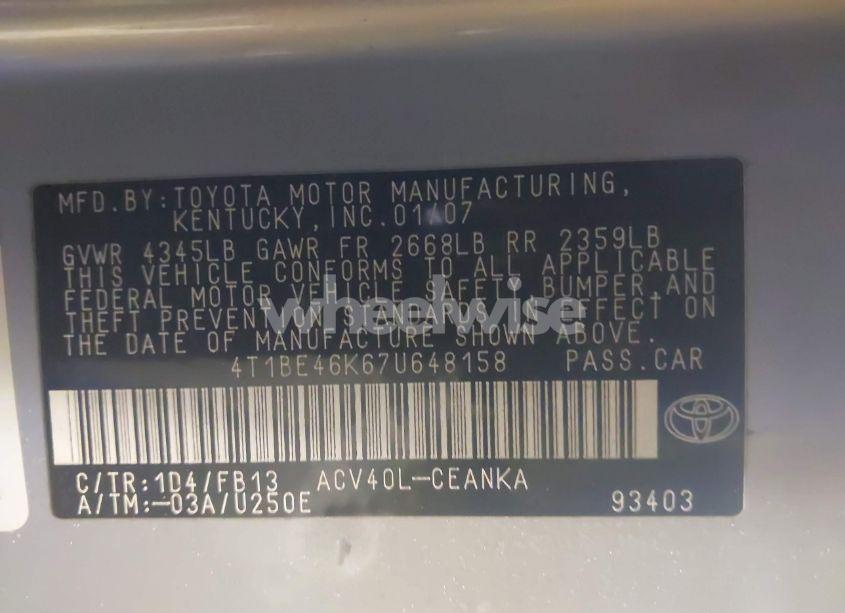 MFD.BY:TOYOTA MOTOR MANUFACTURING,
KENTUCKY,INC.01/07
GVWR 4345LB GAWR FR 2668LB RR 2359LB
THIS VEHICLE CONFORMS TO ALL APPLICABLE
FEDERAL MOTOR VEHICLE SAFETY, BUMPER,AND
THEFT PREVENTION STANDARDS IN EFFECT ON
THE DATE OF MANUFACTURE SHOWN ABOVE.
wheelwise
4T1BE46K67U648158 PASS.CAR
C/TR:1D4/FB13 ACV40L-CEANKA
A/TM:-03A/U250E 93403